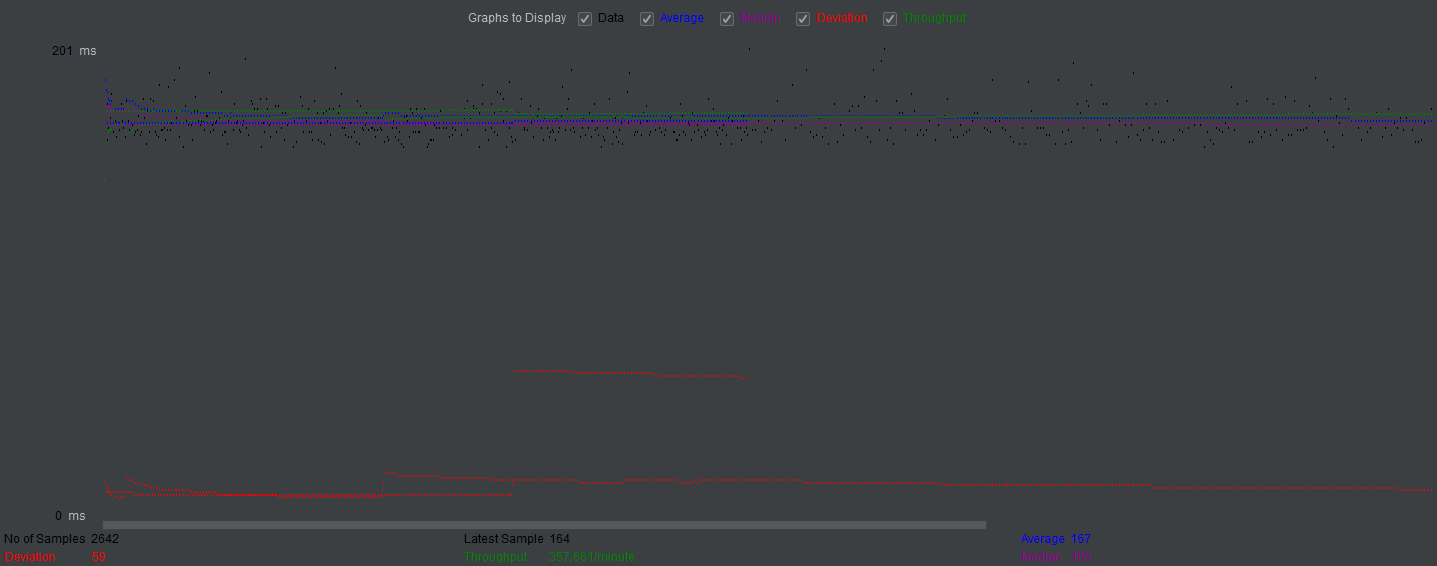 Graphs to Display Data Average Median Deviation Throughput
201 ms
0 ms
No of Samples 2642 Latest Sample 164 Average 167
Deviation 59 Throughput 357.661/minute Median